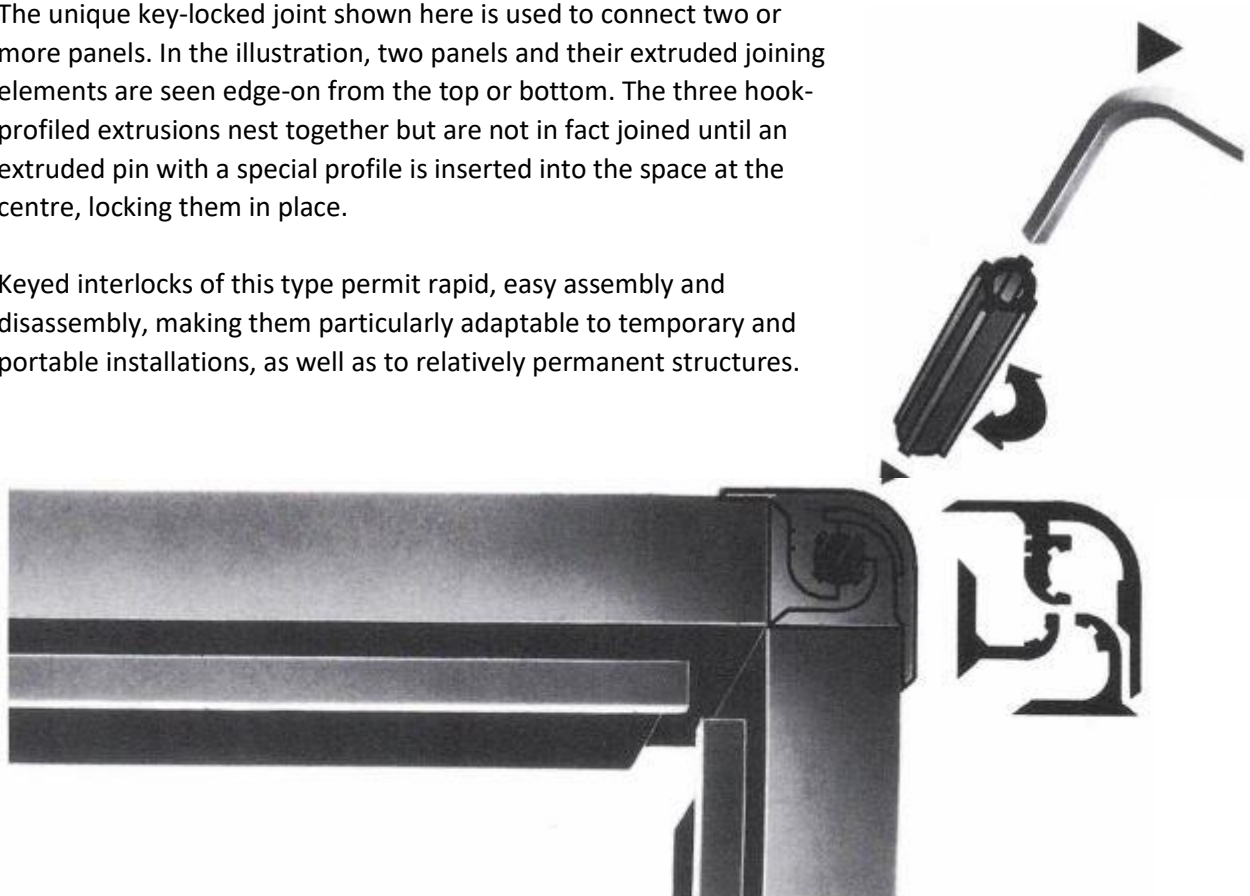 The unique key-locked joint shown here is used to connect two or
more panels. In the illustration, two panels and their extruded joining
elements are seen edge-on from the top or bottom. The three hook-
profiled extrusions nest together but are not in fact joined until an
extruded pin with a special profile is inserted into the space at the
centre, locking them in place.
Keyed interlocks of this type permit rapid, easy assembly and
disassembly, making them particularly adaptable to temporary and
portable installations, as well as to relatively permanent structures.